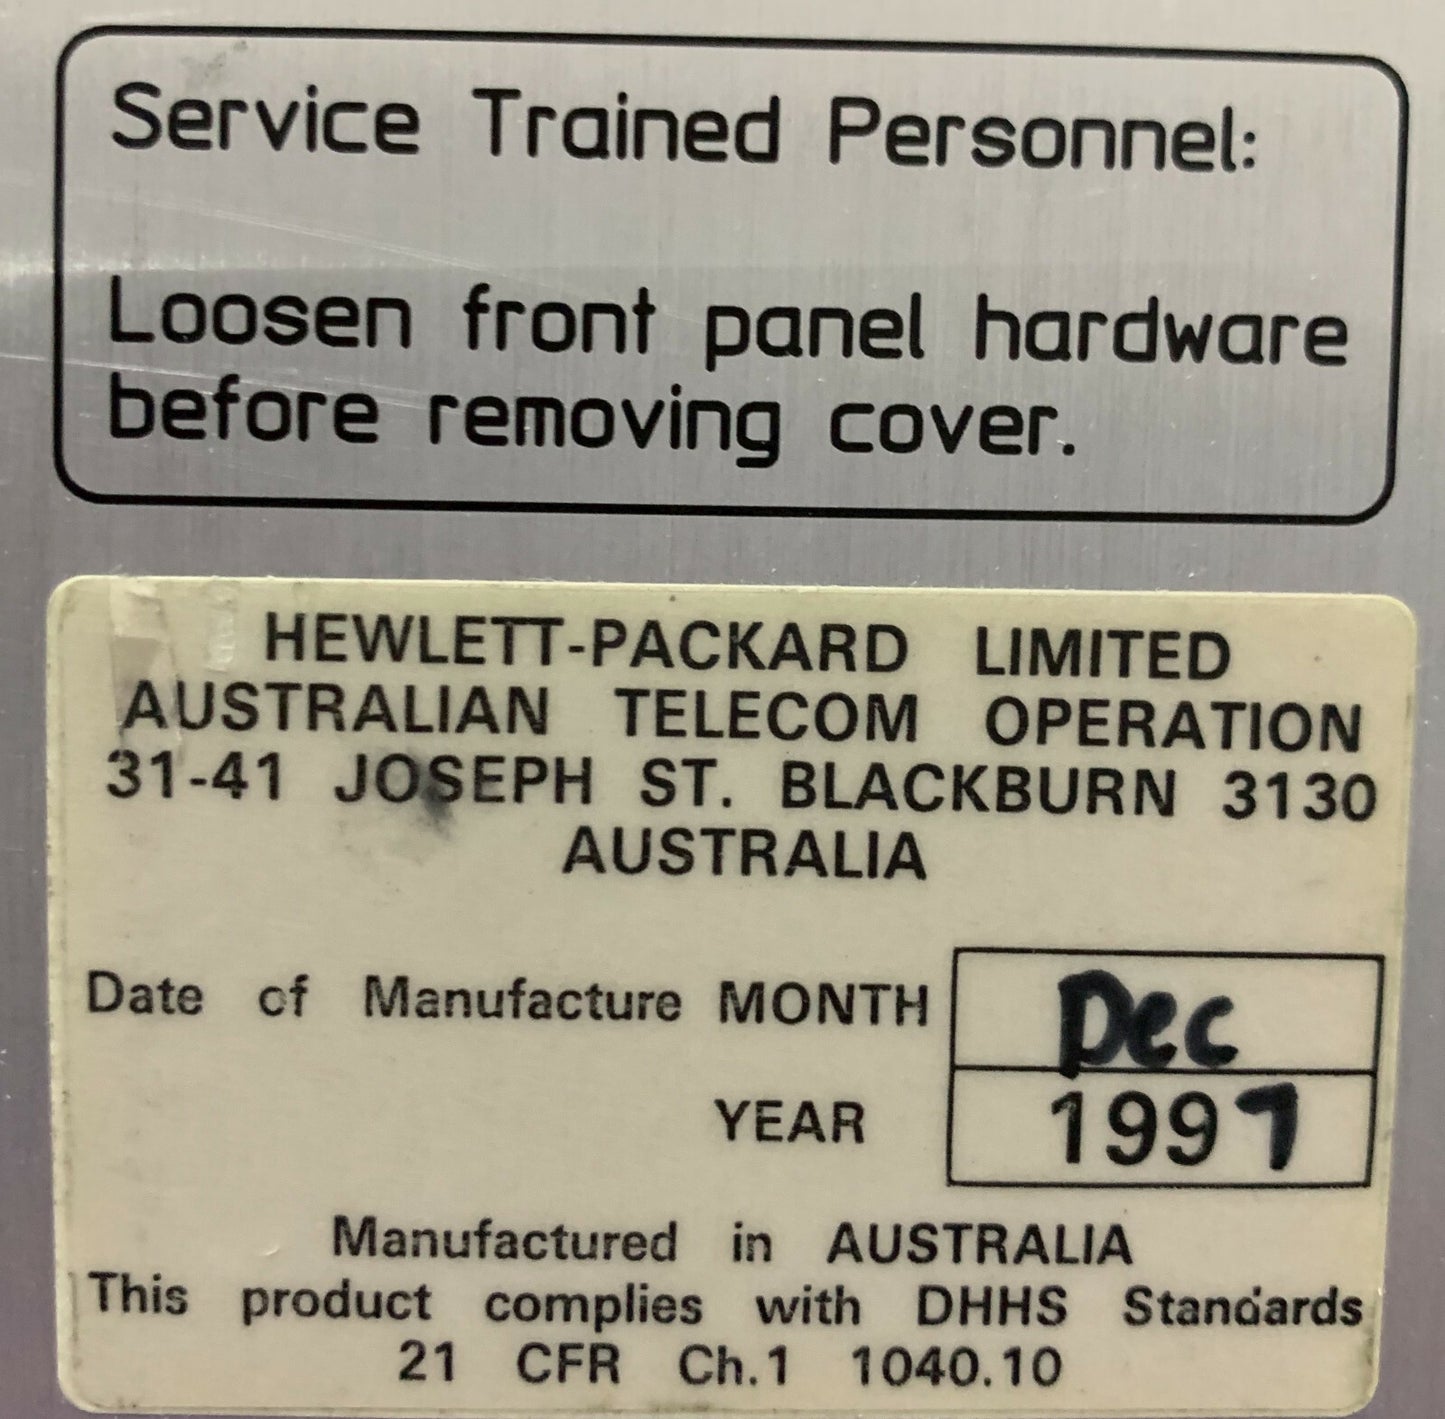 Service Trained Personnel:
Loosen front panel hardware
before removing cover.
HEWLETT-PACKARD LIMITED
AUSTRALIAN TELECOM OPERATION
31-41 JOSEPH ST. BLACKBURN 3130
AUSTRALIA
Date of Manufacture MONTH Dec
YEAR 1997
Manufactured in AUSTRALIA
This product complies with DHHS Standards
21 CFR Ch.1 1040.10